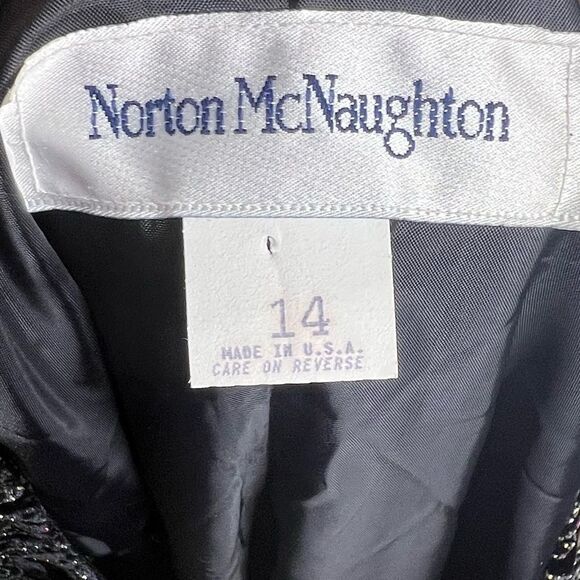 Norton McNaughton
14
MADE IN U.S.A.
CARE ON REVERSE